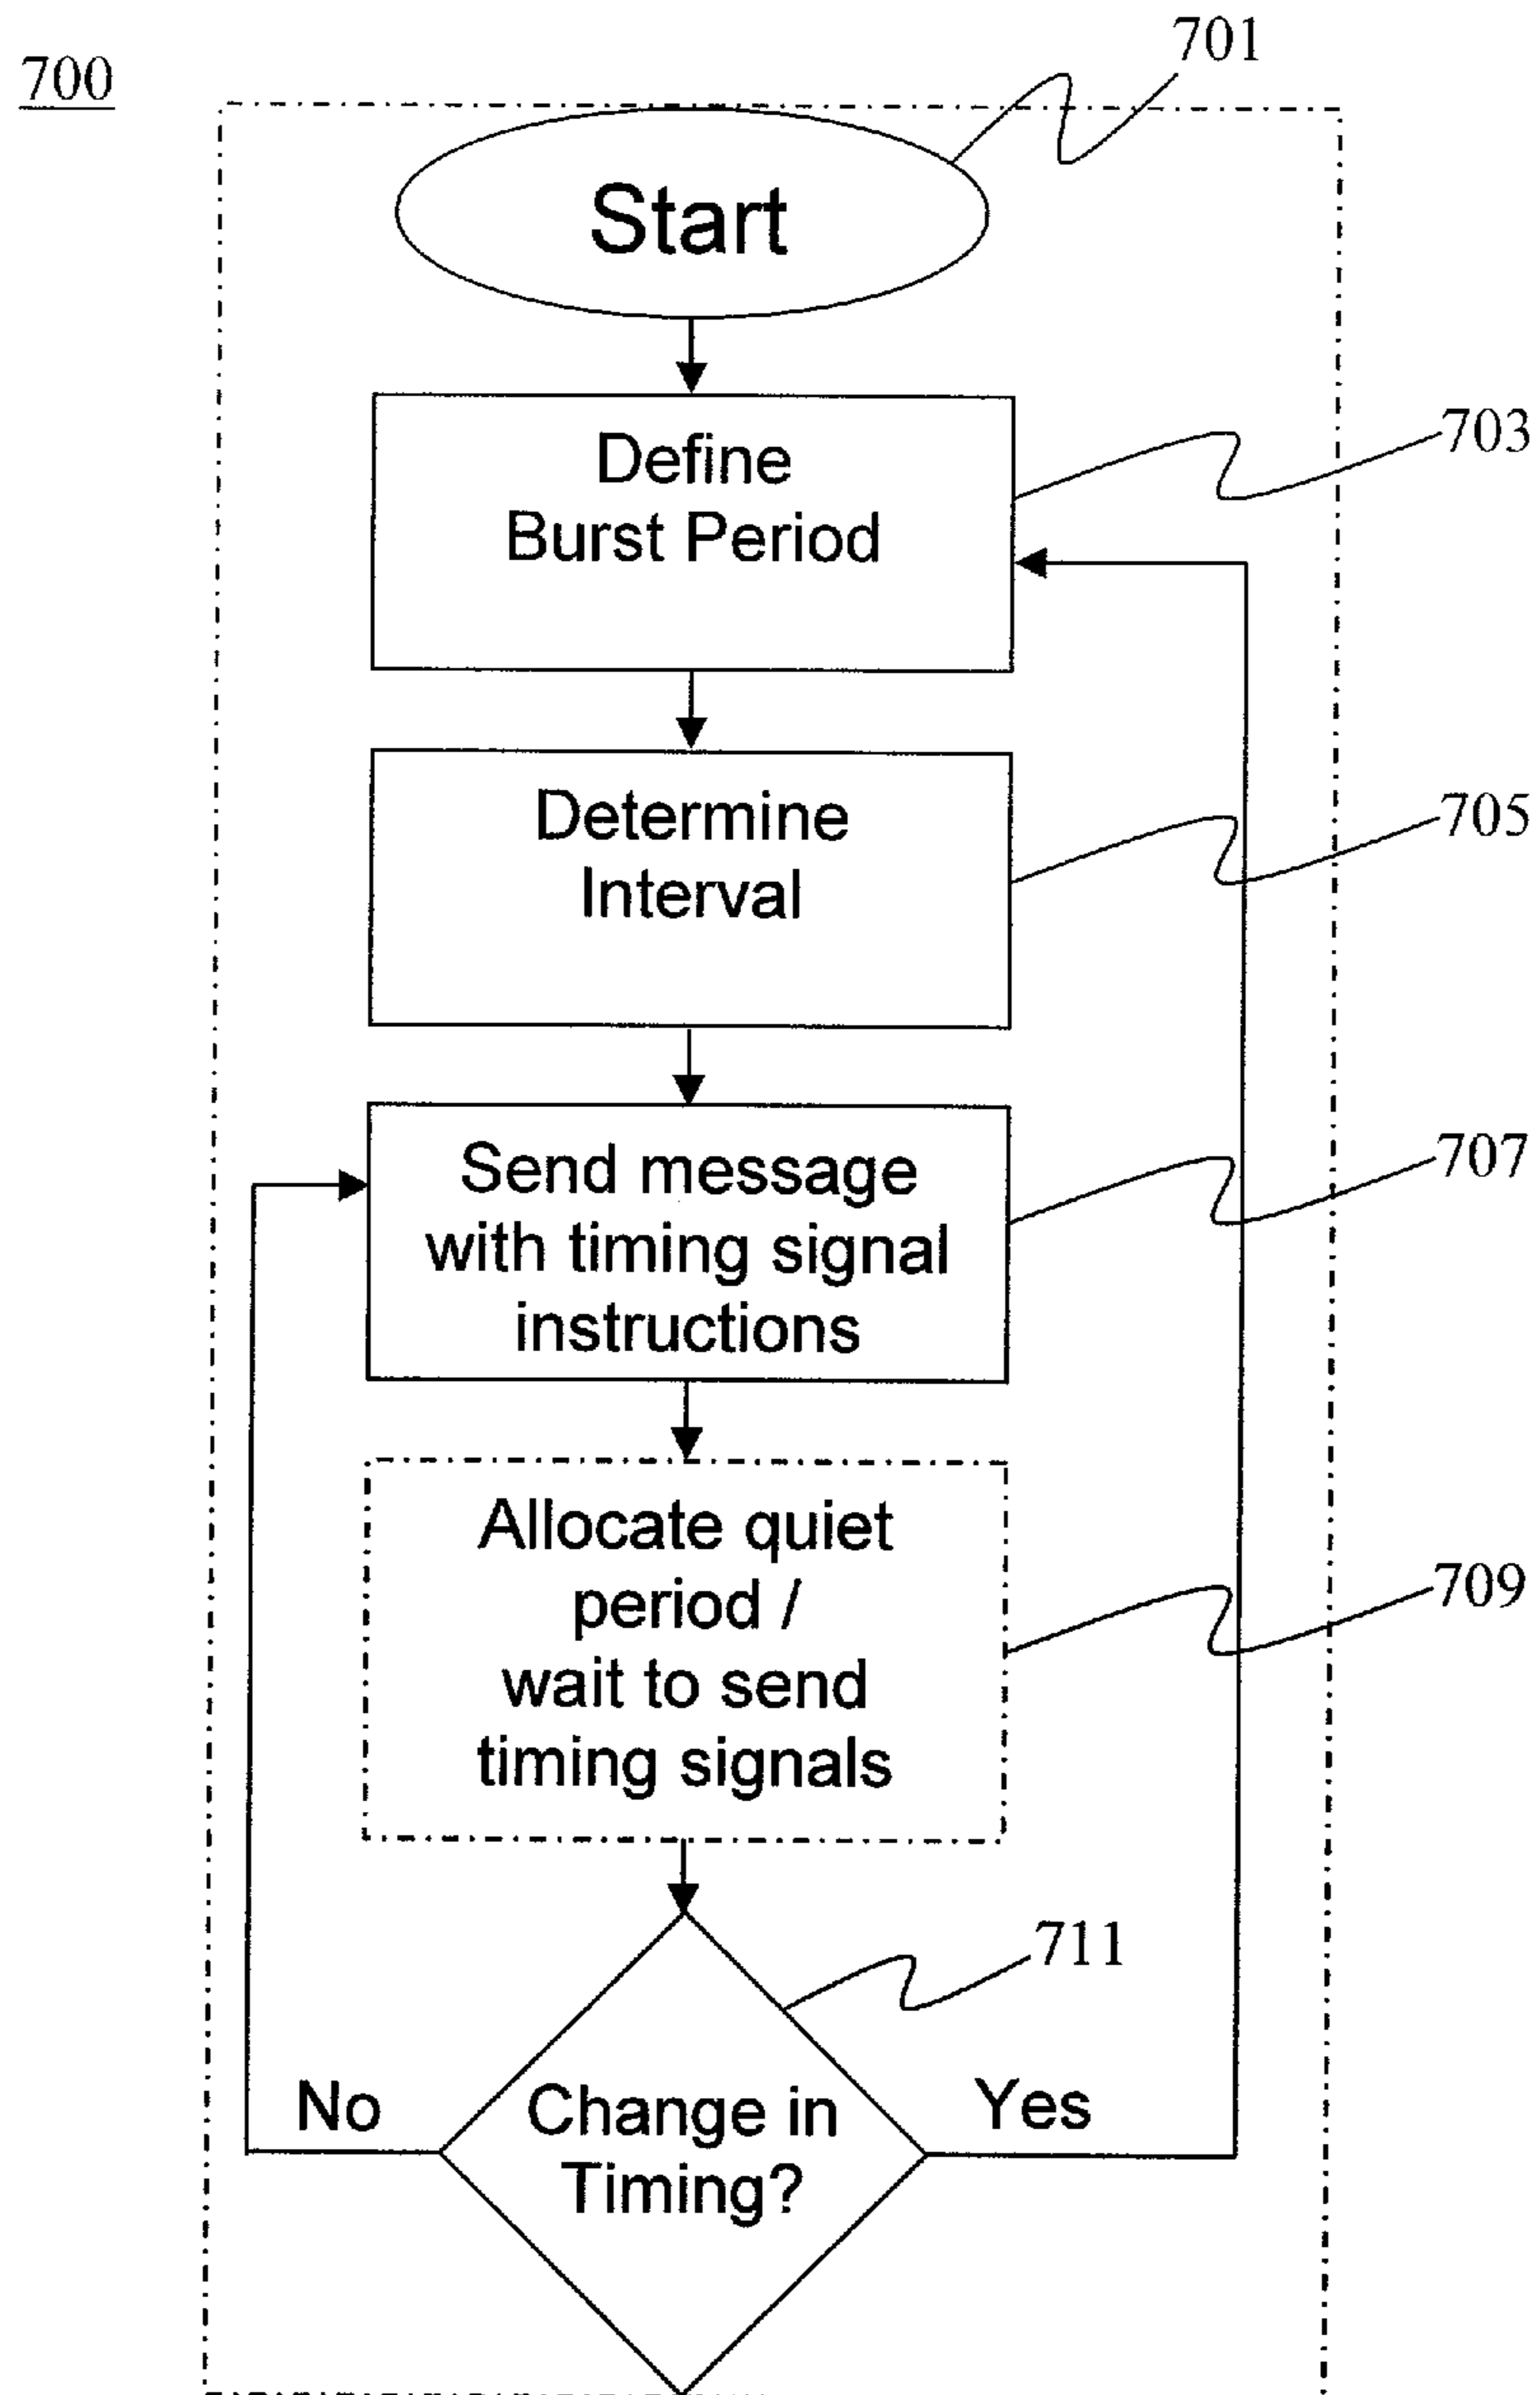 700
701
Start
703
Define
Burst Period
705
Determine
Interval
707
Send message
with timing signal
instructions
709
Allocate quiet
period /
wait to send
timing signals
711
No
Change in
Timing?
Yes